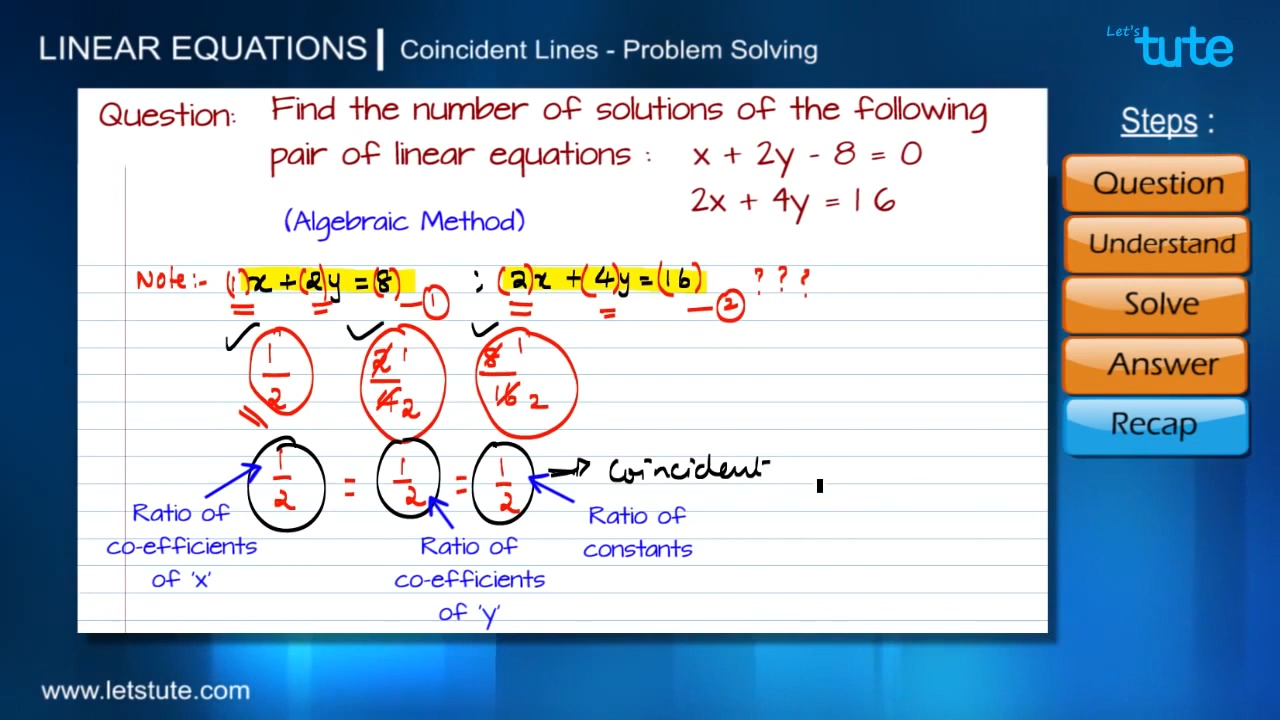 LINEAR EQUATIONS | Coincident Lines - Problem Solving
Let's tute
Question: Find the number of solutions of the following
pair of linear equations : x + 2y - 8 = 0
2x + 4y = 16
(Algebraic Method)
Note:- (1)x + (2)y = (8) — 1 ; (2)x + (4)y = (16) — 2 ? ? ?
1/2 2/4 1/2 8/16 1/2
1/2 = 1/2 = 1/2 → Coincident
Ratio of
co-efficients
of 'x'
Ratio of
co-efficients
of 'y'
Ratio of
constants
Steps :
Question
Understand
Solve
Answer
Recap
www.letstute.com